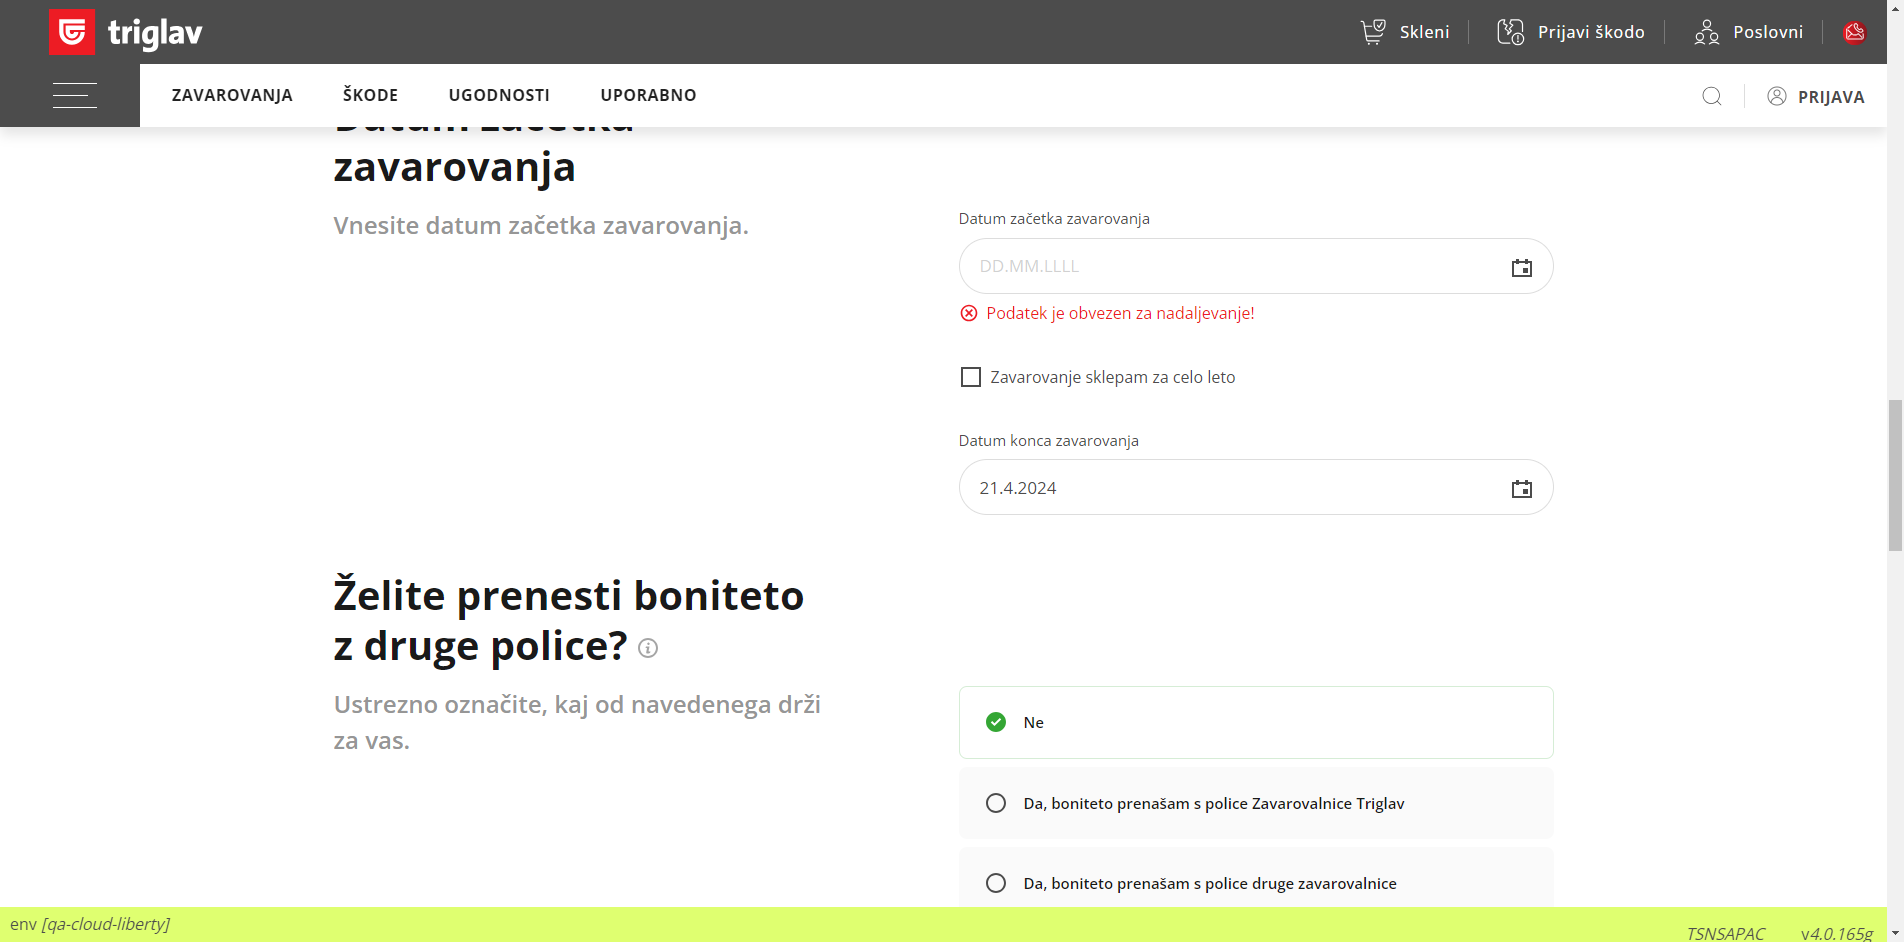 triglav
Skleni
Prijavi škodo
Poslovni
ZAVAROVANJA
ŠKODE
UGODNOSTI
UPORABNO
PRIJAVA
Datum začetka
zavarovanja
Vnesite datum začetka zavarovanja.
Datum začetka zavarovanja
DD.MM.LLLL
Podatek je obvezen za nadaljevanje!
Zavarovanje sklepam za celo leto
Datum konca zavarovanja
21.4.2024
Želite prenesti boniteto
z druge police?
Ustrezno označite, kaj od navedenega drži
za vas.
Ne
Da, boniteto prenašam s police Zavarovalnice Triglav
Da, boniteto prenašam s police druge zavarovalnice
env [qa-cloud-liberty]
TSNSAPAC
v4.0.165g